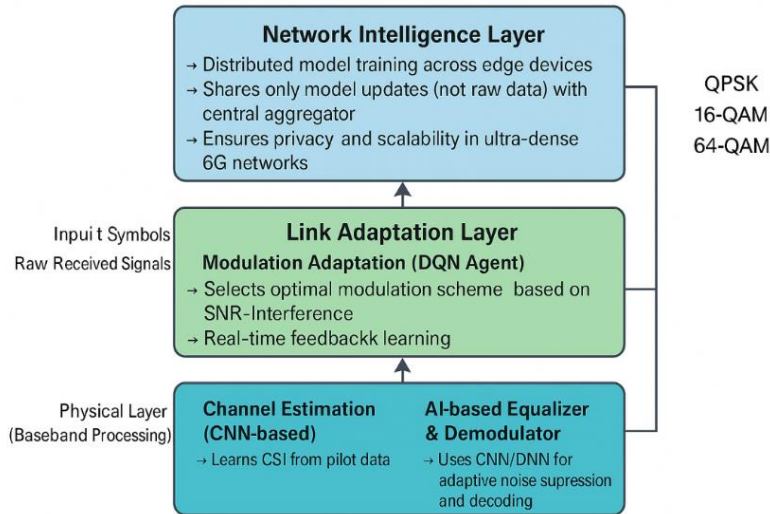 Network Intelligence Layer
→ Distributed model training across edge devices
→ Shares only model updates (not raw data) with
central aggregator
→ Ensures privacy and scalability in ultra-dense
6G networks
QPSK
16-QAM
64-QAM
Inpui t Symbols
Raw Received Signals
Link Adaptation Layer
Modulation Adaptation (DQN Agent)
→ Selects optimal modulation scheme based on
SNR-Interference
→ Real-time feedbackk learning
Physical Layer
(Baseband Processing)
Channel Estimation
(CNN-based)
→ Learns CSI from pilot data
AI-based Equalizer
& Demodulator
→ Uses CNN/DNN for
adaptive noise supression
and decoding